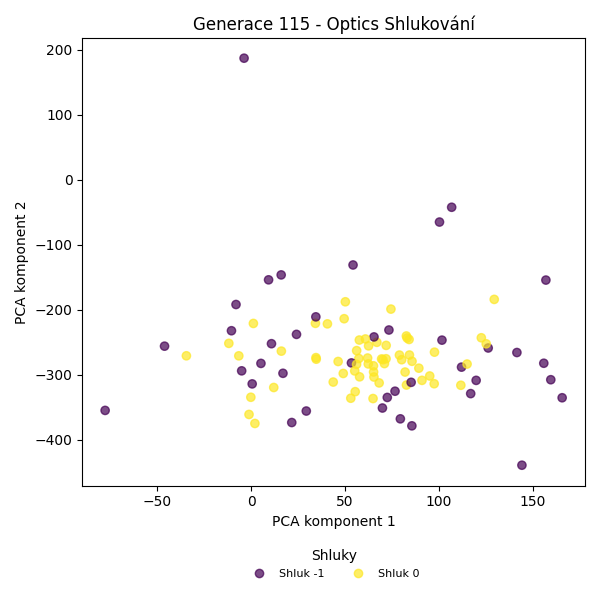 Generace 115 - Optics Shlukování
200
100
0
−100
−200
−300
−400
PCA komponent 2
−50
0
50
100
150
PCA komponent 1
Shluky
Shluk -1
Shluk 0